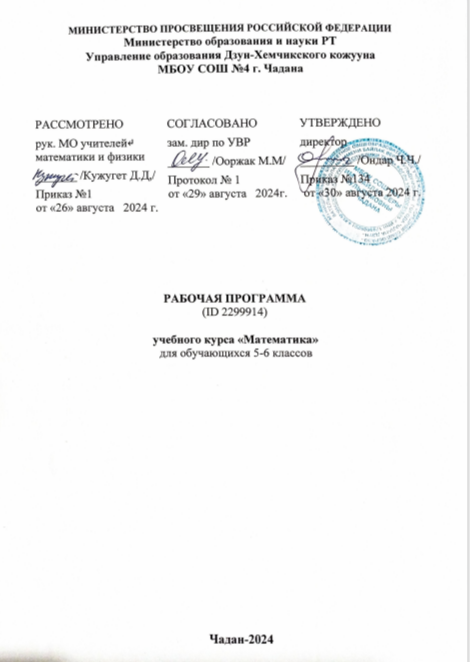 МИНИСТЕРСТВО ПРОСВЕЩЕНИЯ РОССИЙСКОЙ ФЕДЕРАЦИИ
Министерство образования и науки РТ
Управление образования Дзун-Хемчикского кожууна
МБОУ СОШ №4 г. Чадана
РАССМОТРЕНО
рук. МО учителей↵
математики и физики
/Кужугет Д.Д./
Приказ №1
от «26» августа 2024 г.
СОГЛАСОВАНО
зам. дир по УВР
/Ооржак М.М/
Протокол № 1
от «29» августа 2024г.
УТВЕРЖДЕНО
директор
/Ондар Ч.Ч./
Приказ №134
от «30» августа 2024 г.
РАБОЧАЯ ПРОГРАММА
(ID 2299914)
учебного курса «Математика»
для обучающихся 5-6 классов
Чадан-2024